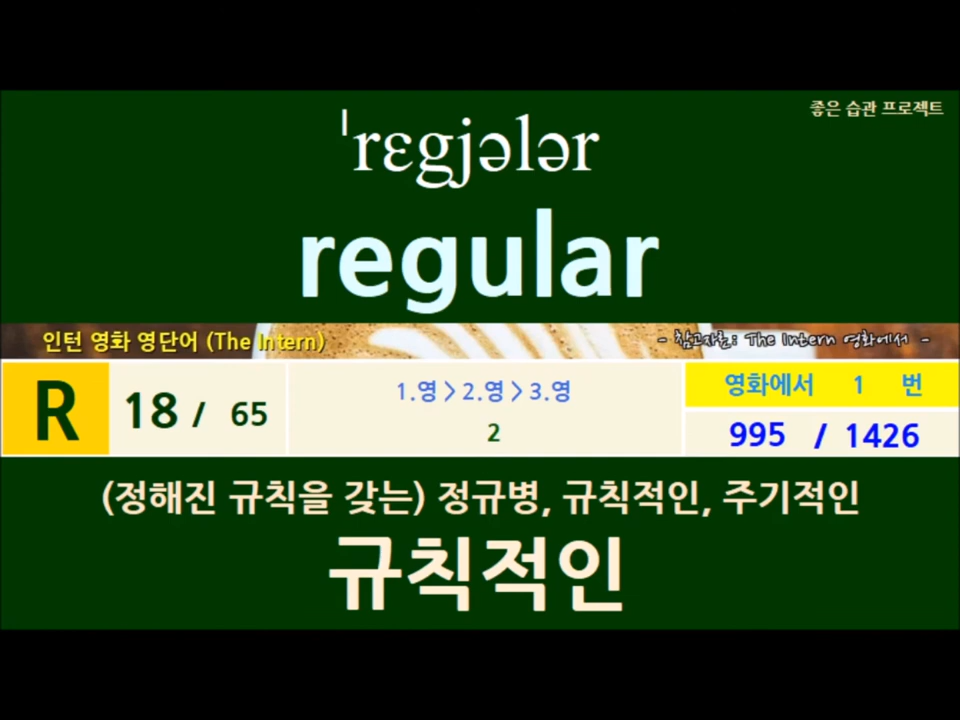 좋은 습관 프로젝트
ˈrɛgjələr
regular
인턴 영화 영단어 (The Intern)
- 참고자료: The Intern 영화에서 -
R
18 / 65
1.영 > 2.영 > 3.영
2
영화에서 1 번
995 / 1426
(정해진 규칙을 갖는) 정규병, 규칙적인, 주기적인
규칙적인